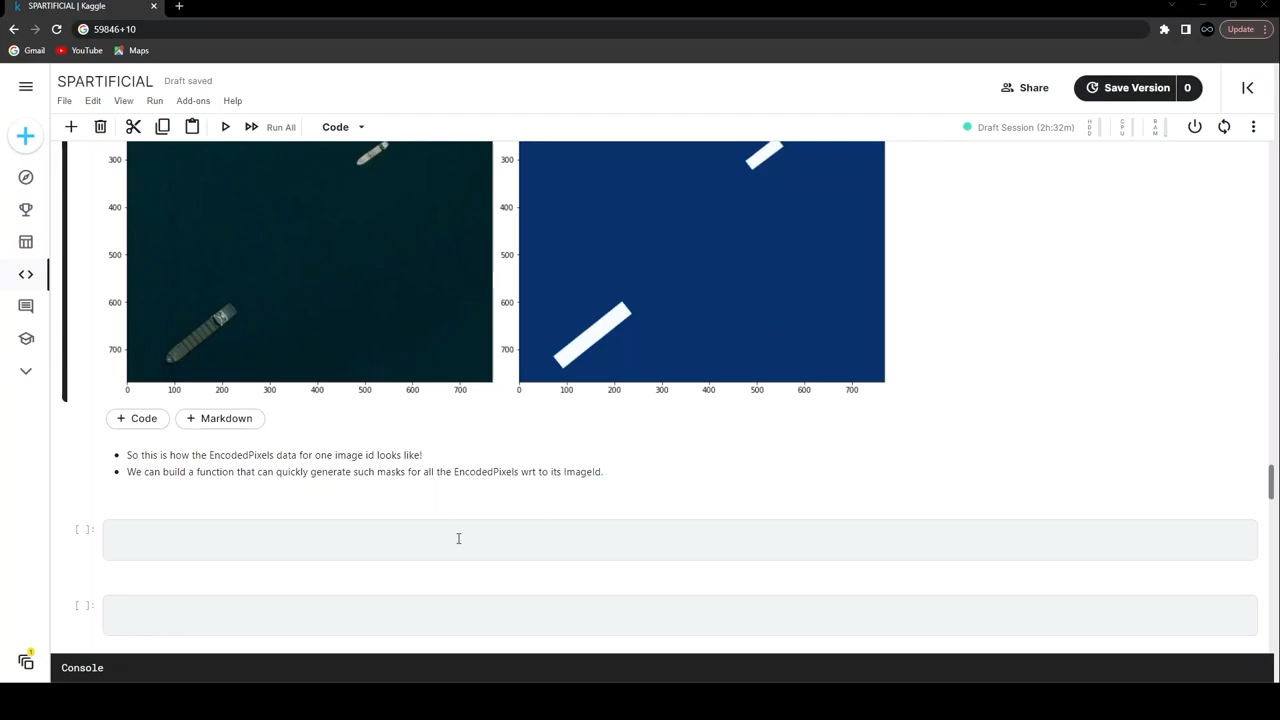 SPARTIFICIAL | Kaggle
59846+10
Update
Gmail YouTube Maps
SPARTIFICIAL Draft saved
Share
Save Version 0
File Edit View Run Add-ons Help
Run All
Code
Draft Session (2h:32m)
HDD
CPU
RAM
300
400
500
600
700
0 100 200 300 400 500 600 700
300
400
500
600
700
0 100 200 300 400 500 600 700
+ Code
+ Markdown
• So this is how the EncodedPixels data for one image id looks like!
• We can build a function that can quickly generate such masks for all the EncodedPixels wrt to its ImageId.
[ ]:
[ ]:
1
Console